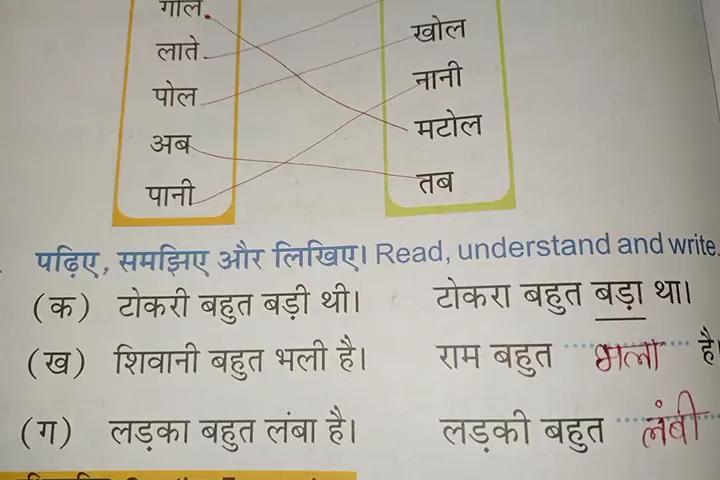 गोल
लाते
पोल
अब
पानी
खोल
नानी
मटोल
तब
पढ़िए, समझिए और लिखिए। Read, understand and write.
(क) टोकरी बहुत बड़ी थी। टोकरा बहुत बड़ा था।
(ख) शिवानी बहुत भली है। राम बहुत भला है।
(ग) लड़का बहुत लंबा है। लड़की बहुत लंबी